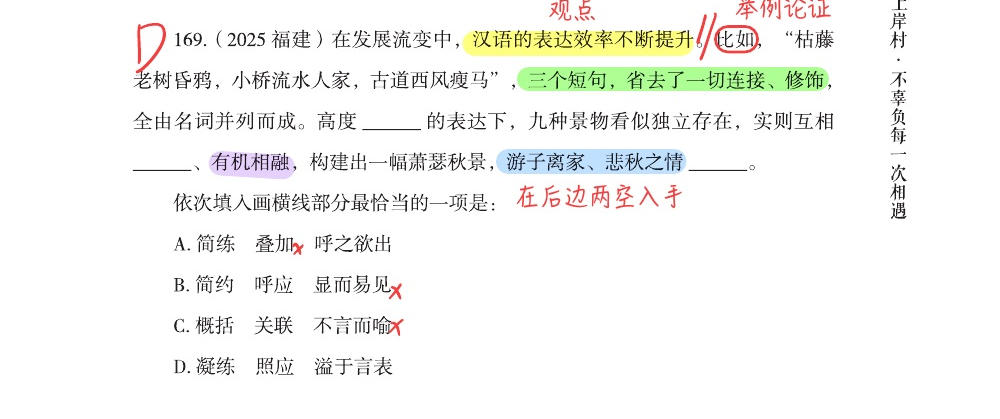 观点
举例论证
D
169.（2025 福建）在发展流变中，汉语的表达效率不断提升。//比如，“枯藤
老树昏鸦，小桥流水人家，古道西风瘦马”，三个短句，省去了一切连接、修饰，
全由名词并列而成。高度______的表达下，九种景物看似独立存在，实则互相
______、有机相融，构建出一幅萧瑟秋景，游子离家、悲秋之情______。
依次填入画横线部分最恰当的一项是：
在后边两空入手
A. 简练 叠加× 呼之欲出
B. 简约 呼应 显而易见×
C. 概括 关联 不言而喻×
D. 凝练 照应 溢于言表
上岸村·不辜负每一次相遇